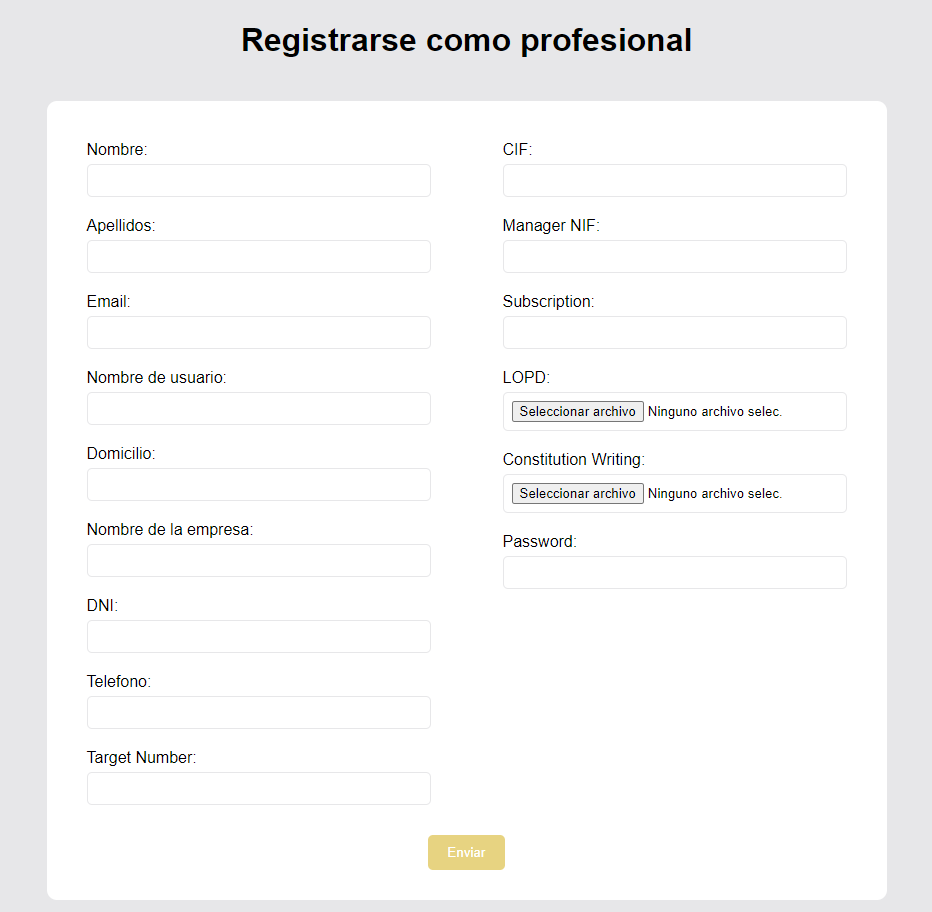 Registrarse como profesional
Nombre:
Apellidos:
Email:
Nombre de usuario:
Domicilio:
Nombre de la empresa:
DNI:
Telefono:
Target Number:
CIF:
Manager NIF:
Subscription:
LOPD:
Seleccionar archivo Ninguno archivo selec.
Constitution Writing:
Seleccionar archivo Ninguno archivo selec.
Password:
Enviar